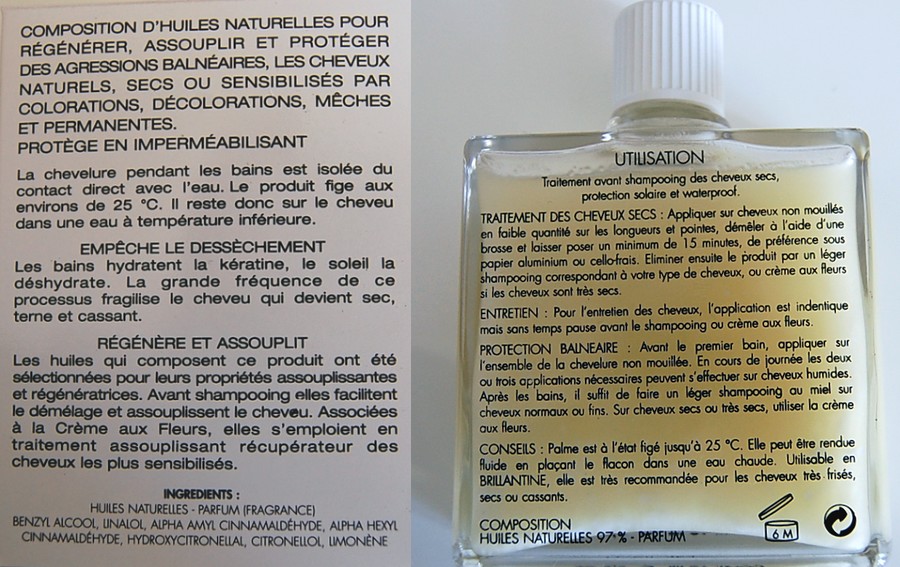 COMPOSITION D'HUILES NATURELLES POUR
RÉGÉNÉRER, ASSOUPLIR ET PROTÉGER
DES AGRESSIONS BALNÉAIRES, LES CHEVEUX
NATURELS, SECS OU SENSIBILISÉS PAR
COLORATIONS, DÉCOLORATIONS, MÊCHES
ET PERMANENTES.
PROTÈGE EN IMPERMÉABILISANT
La chevelure pendant les bains est isolée du
contact direct avec l'eau. Le produit fige aux
environs de 25 °C. Il reste donc sur le cheveu
dans une eau à température inférieure.
EMPÊCHE LE DESSÈCHEMENT
Les bains hydratent la kératine, le soleil la
déshydrate. La grande fréquence de ce
processus fragilise le cheveu qui devient sec,
terne et cassant.
RÉGÉNÈRE ET ASSOUPLIT
Les huiles qui composent ce produit ont été
sélectionnées pour leurs propriétés assouplissantes
et régénératrices. Avant shampooing elles facilitent
le démélage et assouplissent le cheveu. Associées
à la Crème aux Fleurs, elles s'emploient en
traitement assouplissant récupérateur des
cheveux les plus sensibilisés.
INGREDIENTS :
HUILES NATURELLES - PARFUM (FRAGRANCE)
BENZYL ALCOOL, LINALOL, ALPHA AMYL CINNAMALDÉHYDE, ALPHA HEXYL
CINNAMALDÉHYDE, HYDROXYCITRONELLAL, CITRONELLOL, LIMONÈNE
UTILISATION
Traitement avant shampooing des cheveux secs,
protection solaire et waterproof.
TRAITEMENT DES CHEVEUX SECS : Appliquer sur cheveux non mouillés
en faible quantité sur les longueurs et pointes, démêler à l'aide d'une
brosse et laisser poser un minimum de 15 minutes, de préférence sous
papier aluminium ou cello-frais. Eliminer ensuite le produit par un léger
shampooing correspondant à votre type de cheveux, ou crème aux fleurs
si les cheveux sont très secs.
ENTRETIEN : Pour l'entretien des cheveux, l'application est indentique
mais sans temps pause avant le shampooing ou crème aux fleurs.
PROTECTION BALNEAIRE : Avant le premier bain, appliquer sur
l'ensemble de la chevelure non mouillée. En cours de journée les deux
ou trois applications nécessaires peuvent s'effectuer sur cheveux humides.
Après les bains, il suffit de faire un léger shampooing au miel sur
cheveux normaux ou fins. Sur cheveux secs ou très secs, utiliser la crème
aux fleurs.
CONSEILS : Palme est à l'état figé jusqu'à 25 °C. Elle peut être rendue
fluide en plaçant le flacon dans une eau chaude. Utilisable en
BRILLANTINE, elle est très recommandée pour les cheveux très frisés,
secs ou cassants.
COMPOSITION
HUILES NATURELLES 97 % - PARFUM
6 M